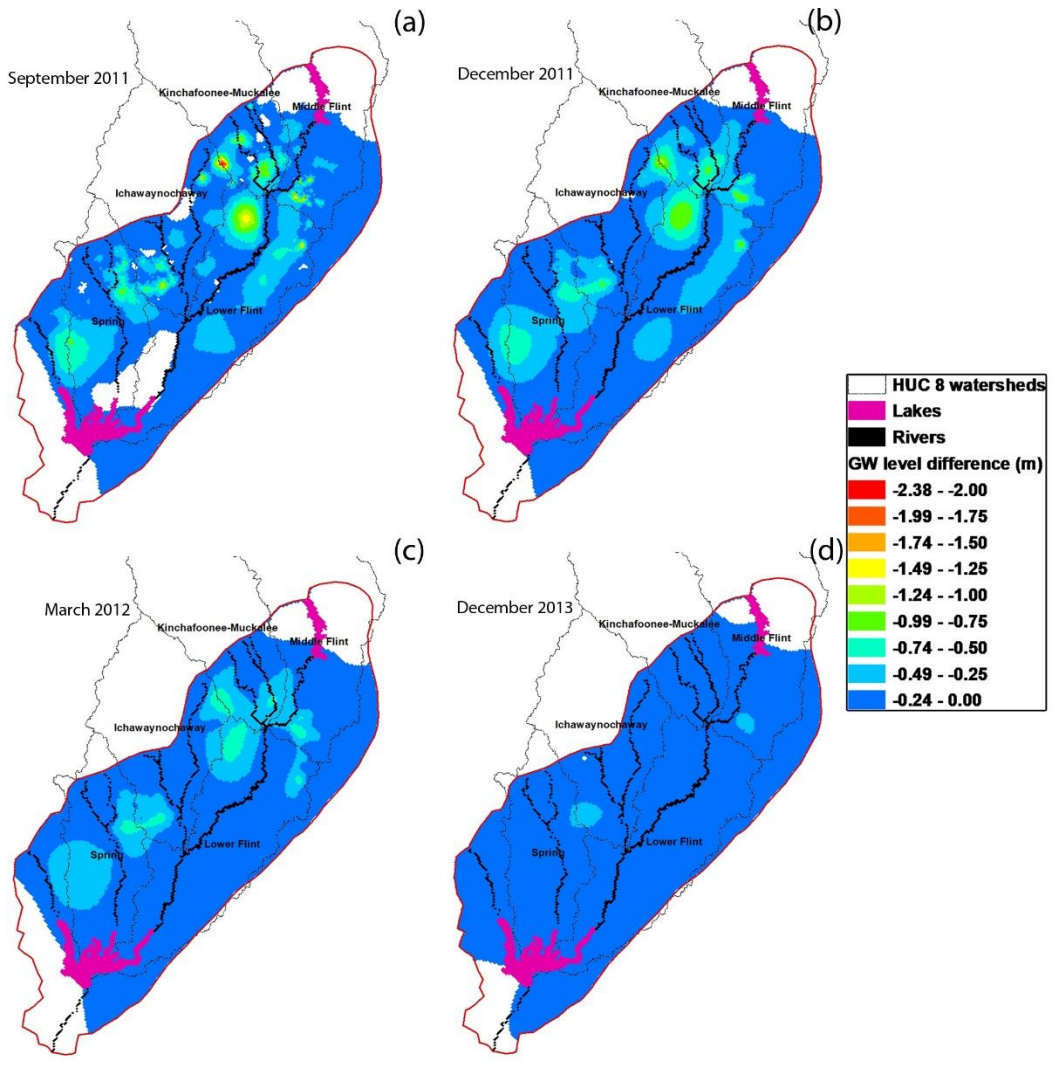 (a)
September 2011
Kinchafoonee-Muckalee
Middle Flint
Ichawaynochaway
Lower Flint
Spring
(b)
December 2011
Kinchafoonee-Muckalee
Middle Flint
Ichawaynochaway
Lower Flint
Spring
HUC 8 watersheds
Lakes
Rivers
GW level difference (m)
-2.38 - -2.00
-1.99 - -1.75
-1.74 - -1.50
-1.49 - -1.25
-1.24 - -1.00
-0.99 - -0.75
-0.74 - -0.50
-0.49 - -0.25
-0.24 - 0.00
(c)
March 2012
Kinchafoonee-Muckalee
Middle Flint
Ichawaynochaway
Lower Flint
Spring
(d)
December 2013
Kinchafoonee-Muckalee
Middle Flint
Ichawaynochaway
Lower Flint
Spring